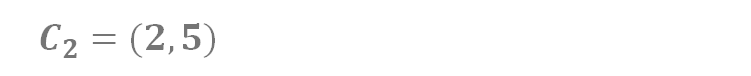 C₂ = (2,5)